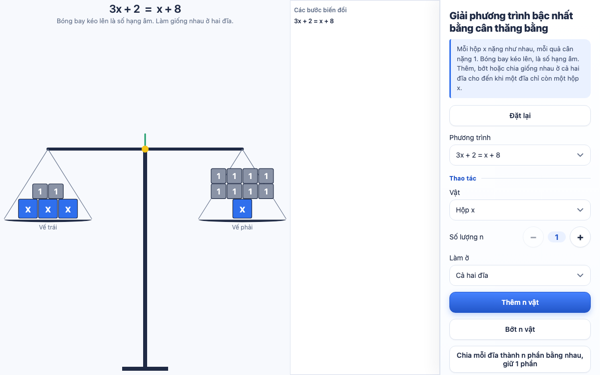 3x + 2 = x + 8
Bóng bay kéo lên, là số hạng âm. Làm giống nhau ở cả hai đĩa.
1 1
x x x
Vế trái
1 1 1 1
1 1 1 1
x
Vế phải
Các bước biến đổi
3x + 2 = x + 8
Giải phương trình bậc nhất
bằng cân thăng bằng
Mỗi hộp x nặng như nhau, mỗi quả cân
nặng 1. Bóng bay kéo lên, là số hạng âm.
Thêm, bớt hoặc chia giống nhau ở cả hai
đĩa cho đến khi một đĩa chỉ còn một hộp
x.
Đặt lại
Phương trình
3x + 2 = x + 8
Thao tác
Vật
Hộp x
Số lượng n
− 1 +
Làm ở
Cả hai đĩa
Thêm n vật
Bớt n vật
Chia mỗi đĩa thành n phần bằng nhau,
giữ 1 phần